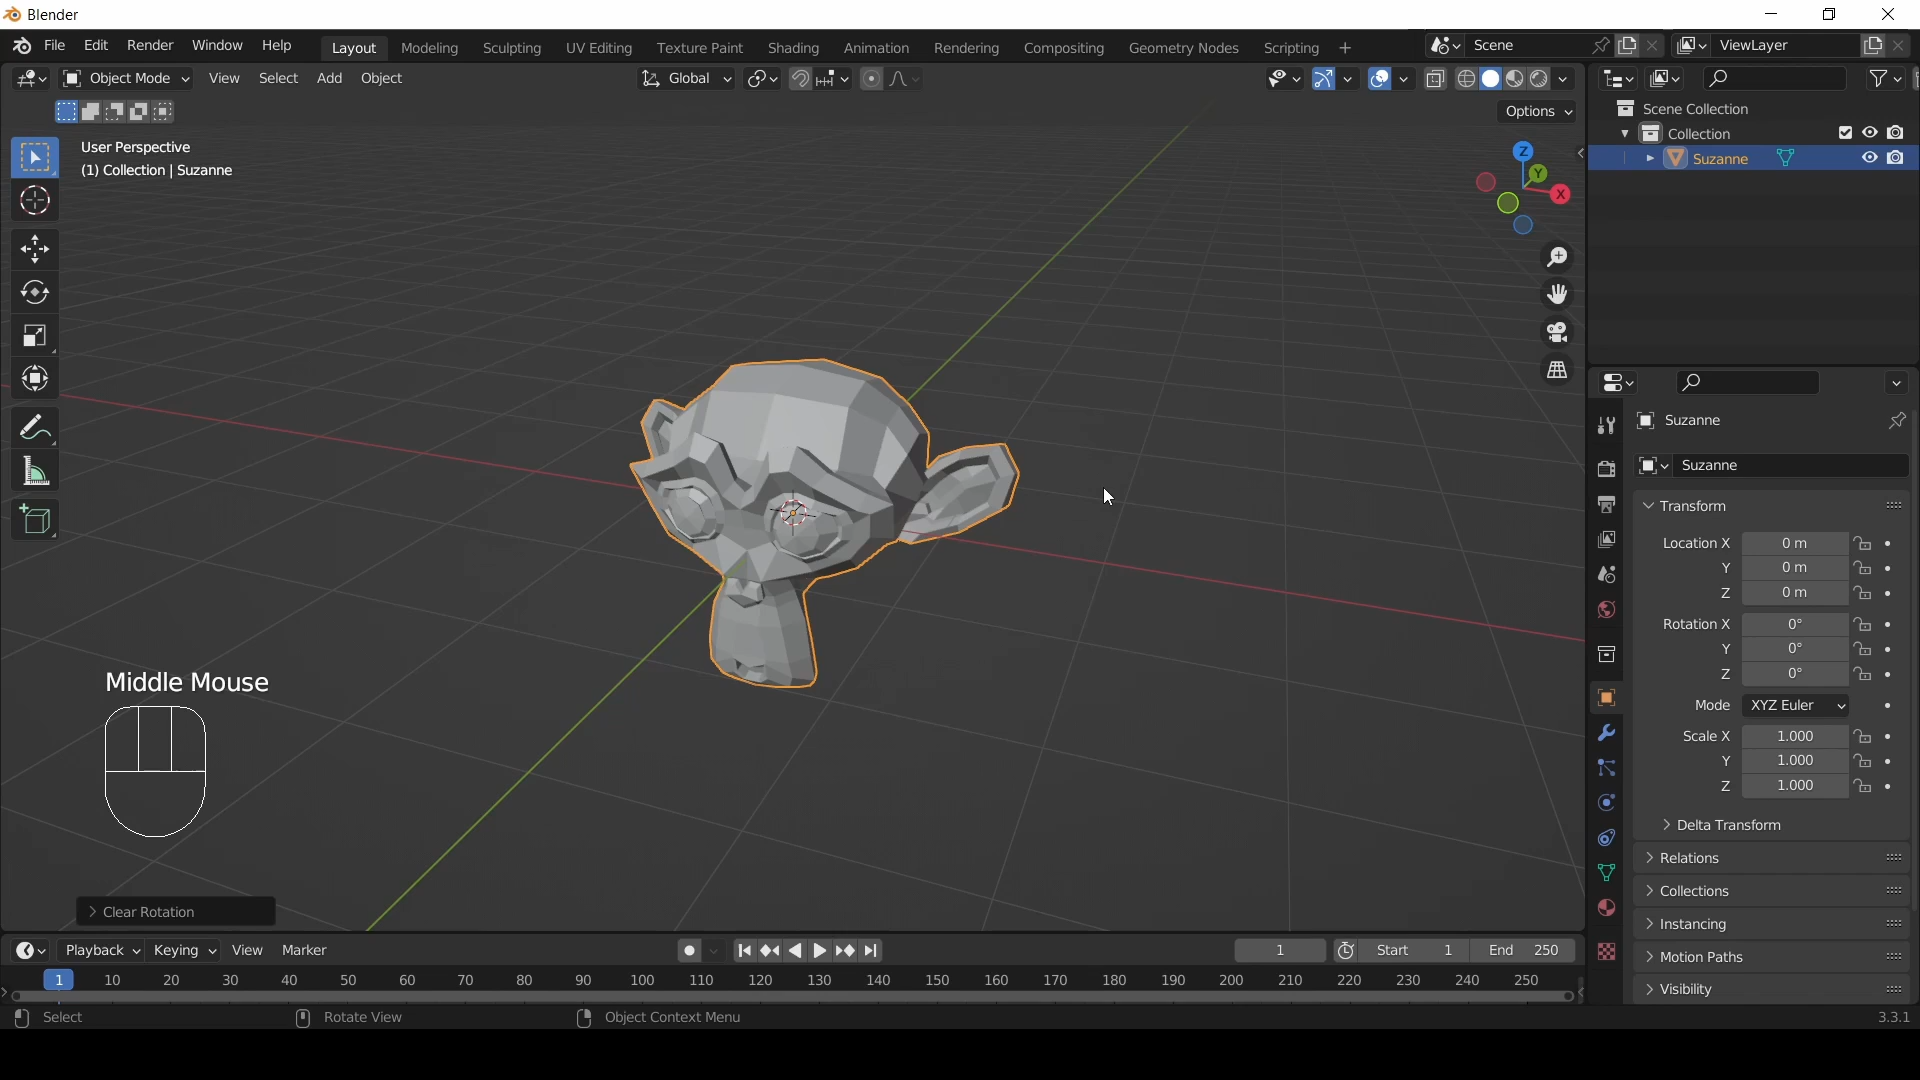 Blender
File Edit Render Window Help Layout Modeling Sculpting UV Editing Texture Paint Shading Animation Rendering Compositing Geometry Nodes Scripting + Scene ViewLayer
Object Mode View Select Add Object Global
Options
User Perspective
(1) Collection | Suzanne
Z
Y
X
Scene Collection
Collection
Suzanne
Suzanne
Suzanne
Transform
Location X 0 m
Y 0 m
Z 0 m
Rotation X 0°
Y 0°
Z 0°
Mode XYZ Euler
Scale X 1.000
Y 1.000
Z 1.000
Delta Transform
Relations
Collections
Instancing
Motion Paths
Visibility
Middle Mouse
Clear Rotation
Playback Keying View Marker 1 Start 1 End 250
1 10 20 30 40 50 60 70 80 90 100 110 120 130 140 150 160 170 180 190 200 210 220 230 240 250
Select Rotate View Object Context Menu 3.3.1